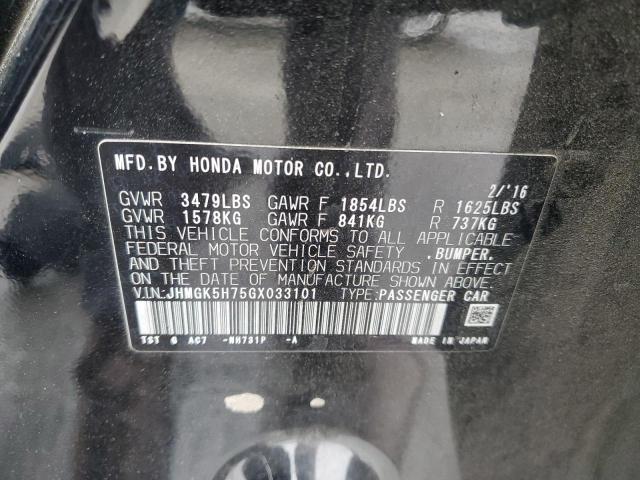 MFD.BY HONDA MOTOR CO.,LTD.
2/'16
GVWR 3479LBS GAWR F 1854LBS R 1625LBS
GVWR 1578KG GAWR F 841KG R 737KG
THIS VEHICLE CONFORMS TO ALL APPLICABLE
FEDERAL MOTOR VEHICLE SAFETY .BUMPER.
AND THEFT PREVENTION STANDARDS IN EFFECT
ON THE DATE OF MANUFACTURE SHOWN ABOVE.
V.I.N:JHMGK5H75GX033101 TYPE:PASSENGER CAR
TST G AC7 -NH731P -A
MADE IN JAPAN